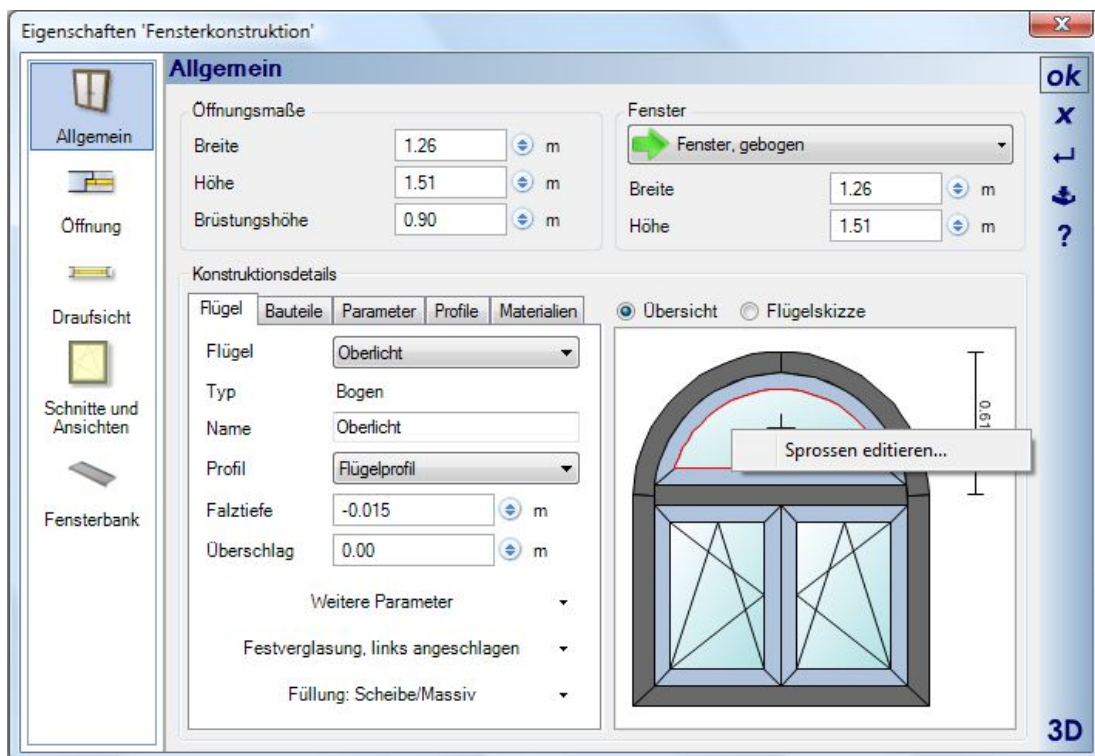 Eigenschaften 'Fensterkonstruktion'
X
Allgemein
Öffnung
Draufsicht
Schnitte und
Ansichten
Fensterbank
Allgemein
Öffnungsmaße
Breite 1.26 m
Höhe 1.51 m
Brüstungshöhe 0.90 m
Fenster
Fenster, gebogen
Breite 1.26 m
Höhe 1.51 m
Konstruktionsdetails
Flügel Bauteile Parameter Profile Materialien
Flügel Oberlicht
Typ Bogen
Name Oberlicht
Profil Flügelprofil
Falztiefe -0.015 m
Überschlag 0.00 m
Weitere Parameter
Festverglasung, links angeschlagen
Füllung: Scheibe/Massiv
Übersicht Flügelskizze
0.61
Sprossen editieren...
ok
x
?
3D